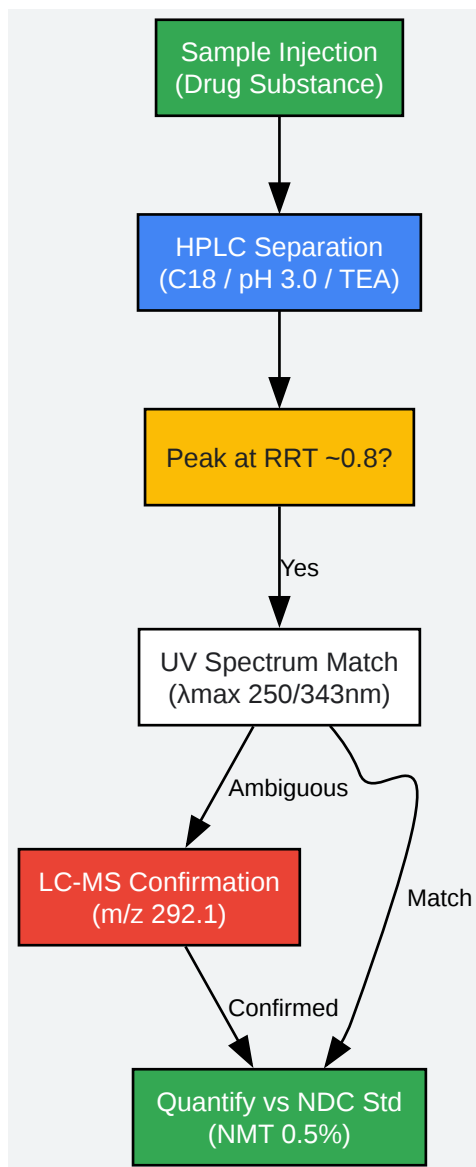 Sample Injection
(Drug Substance)
HPLC Separation
(C18 / pH 3.0 / TEA)
Peak at RRT ~0.8?
Yes
UV Spectrum Match
(λmax 250/343nm)
Ambiguous
LC-MS Confirmation
(m/z 292.1)
Match
Confirmed
Quantify vs NDC Std
(NMT 0.5%)